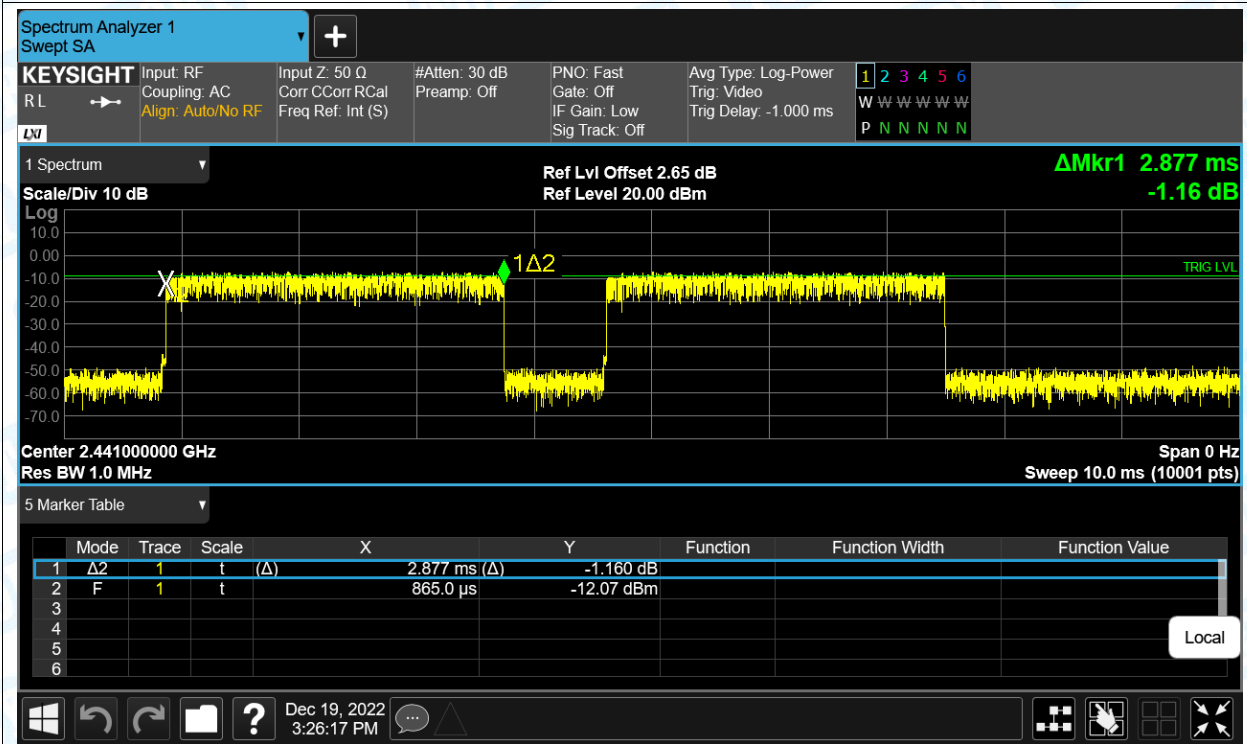 Spectrum Analyzer 1
Swept SA
+
KEYSIGHT Input: RF Input Z: 50 Ω #Atten: 30 dB PNO: Fast Avg Type: Log-Power 1 2 3 4 5 6
R L Coupling: AC Corr CCorr RCal Preamp: Off Gate: Off Trig: Video W W W W W W
Align: Auto/No RF Freq Ref: Int (S) IF Gain: Low Trig Delay: -1.000 ms
LXI Sig Track: Off P N N N N N
1 Spectrum Ref Lvl Offset 2.65 dB ΔMkr1 2.877 ms
Scale/Div 10 dB Ref Level 20.00 dBm -1.16 dB
Log
10.0
0.00
1Δ2
TRIG LVL
-10.0
X
-20.0
-30.0
-40.0
-50.0
-60.0
-70.0
Center 2.441000000 GHz Span 0 Hz
Res BW 1.0 MHz Sweep 10.0 ms (10001 pts)
5 Marker Table
Mode Trace Scale X Y Function Function Width Function Value
1 Δ2 1 t (Δ) 2.877 ms (Δ) -1.160 dB
2 F 1 t 865.0 µs -12.07 dBm
3
4
5
6
Local
? Dec 19, 2022
3:26:17 PM